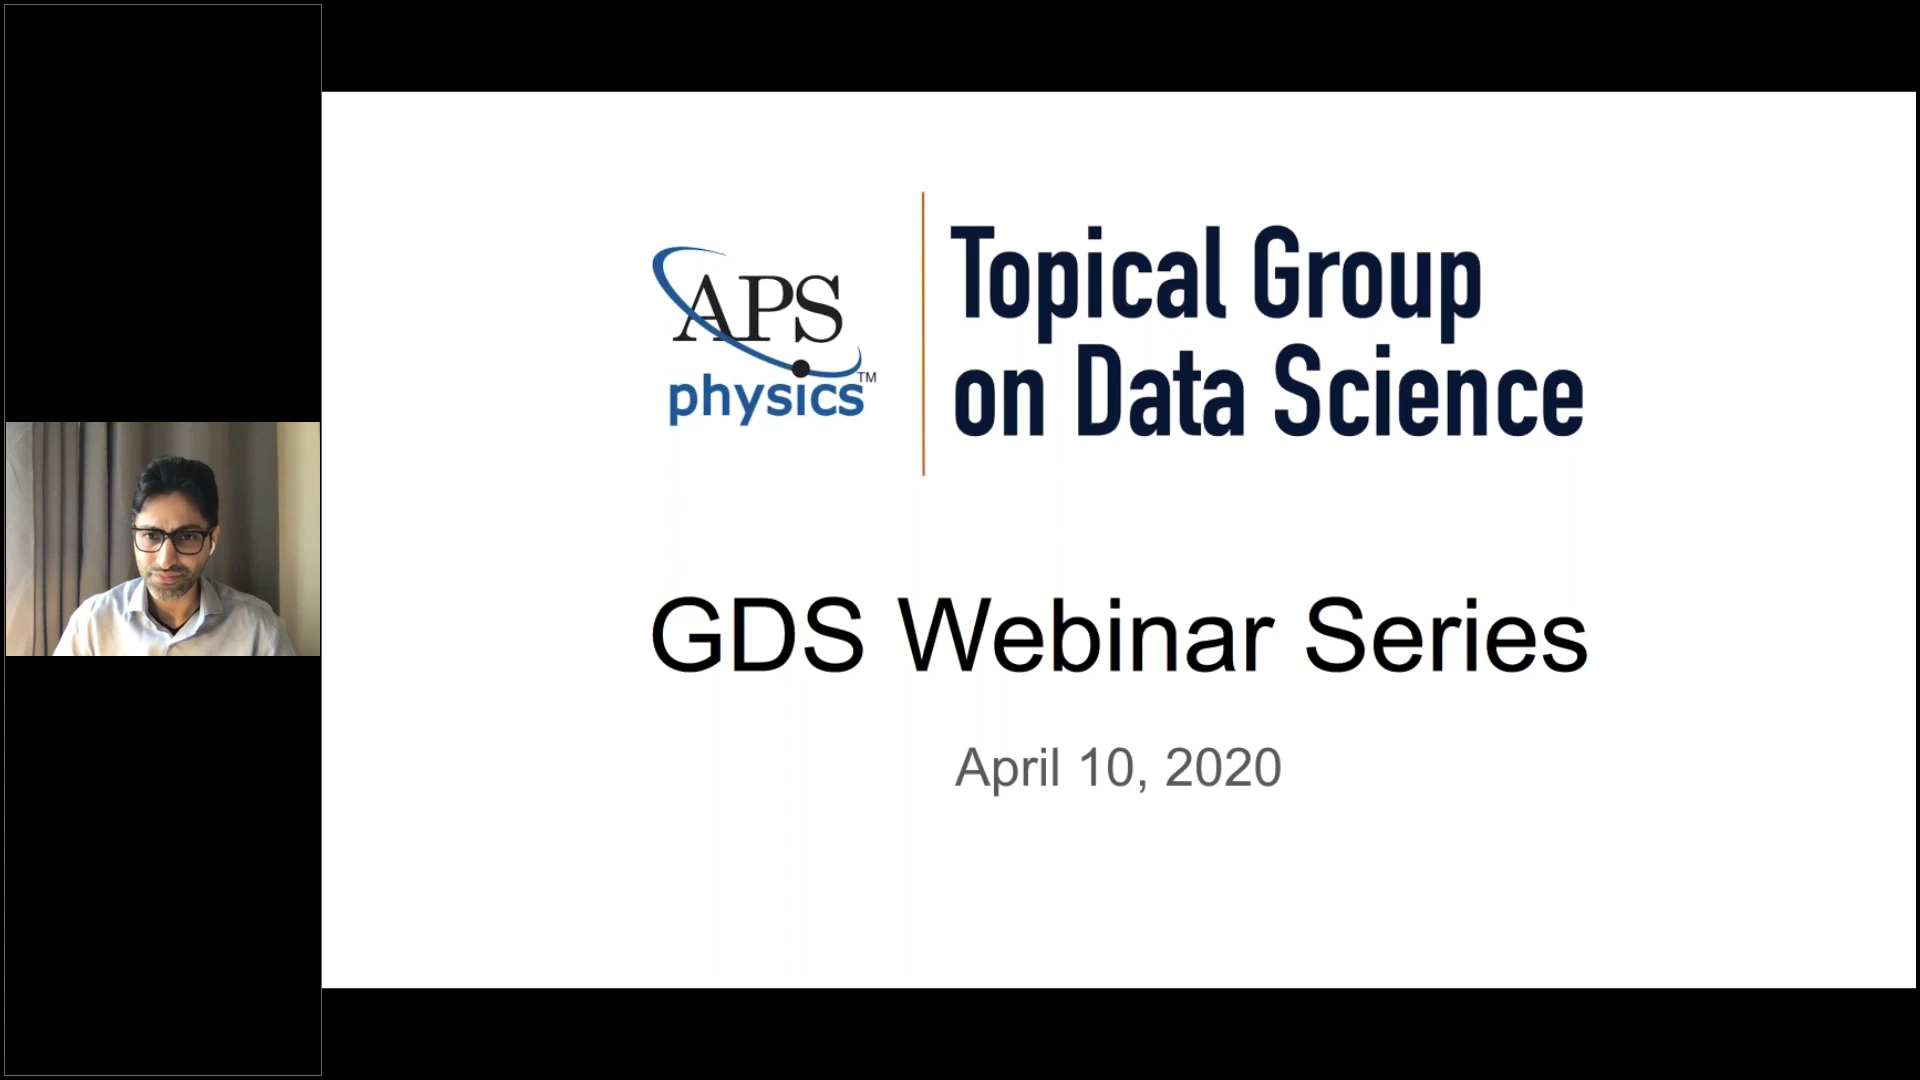 APS
physics™
Topical Group
on Data Science
GDS Webinar Series
April 10, 2020